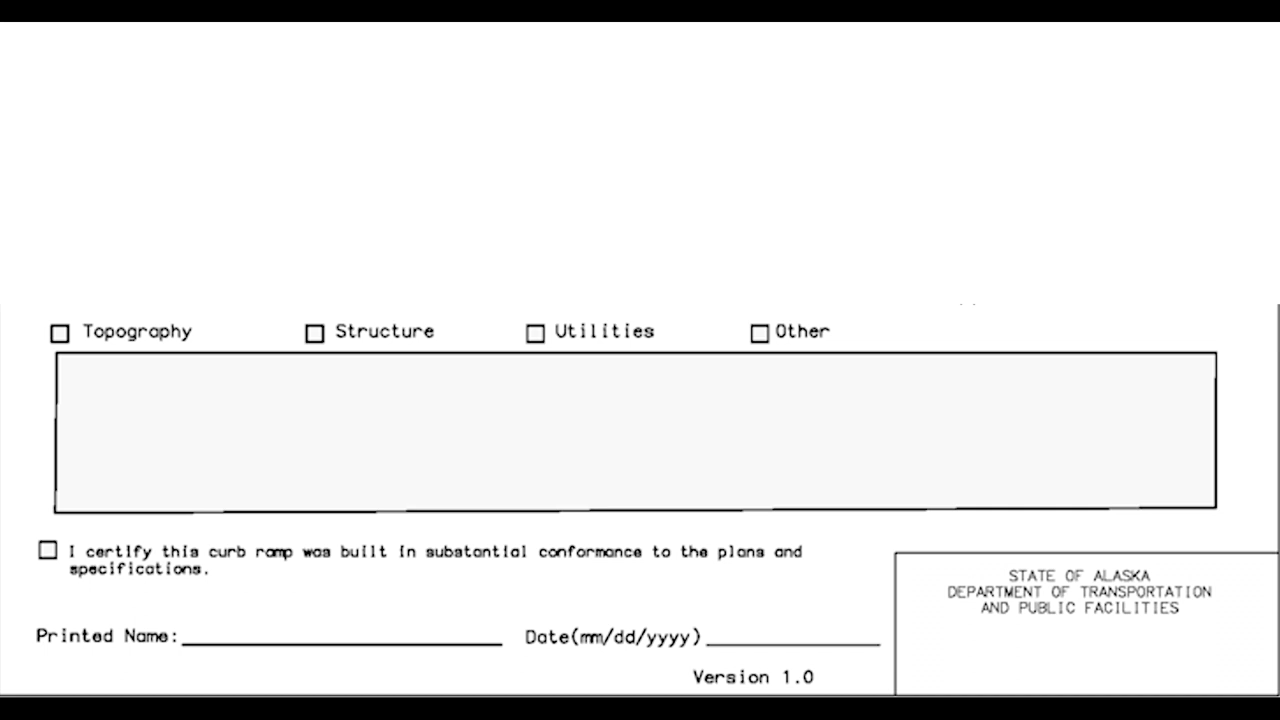 Topography Structure Utilities Other
I certify this curb ramp was built in substantial conformance to the plans and
specifications.
STATE OF ALASKA
DEPARTMENT OF TRANSPORTATION
AND PUBLIC FACILITIES
Printed Name: Date(mm/dd/yyyy)
Version 1.0